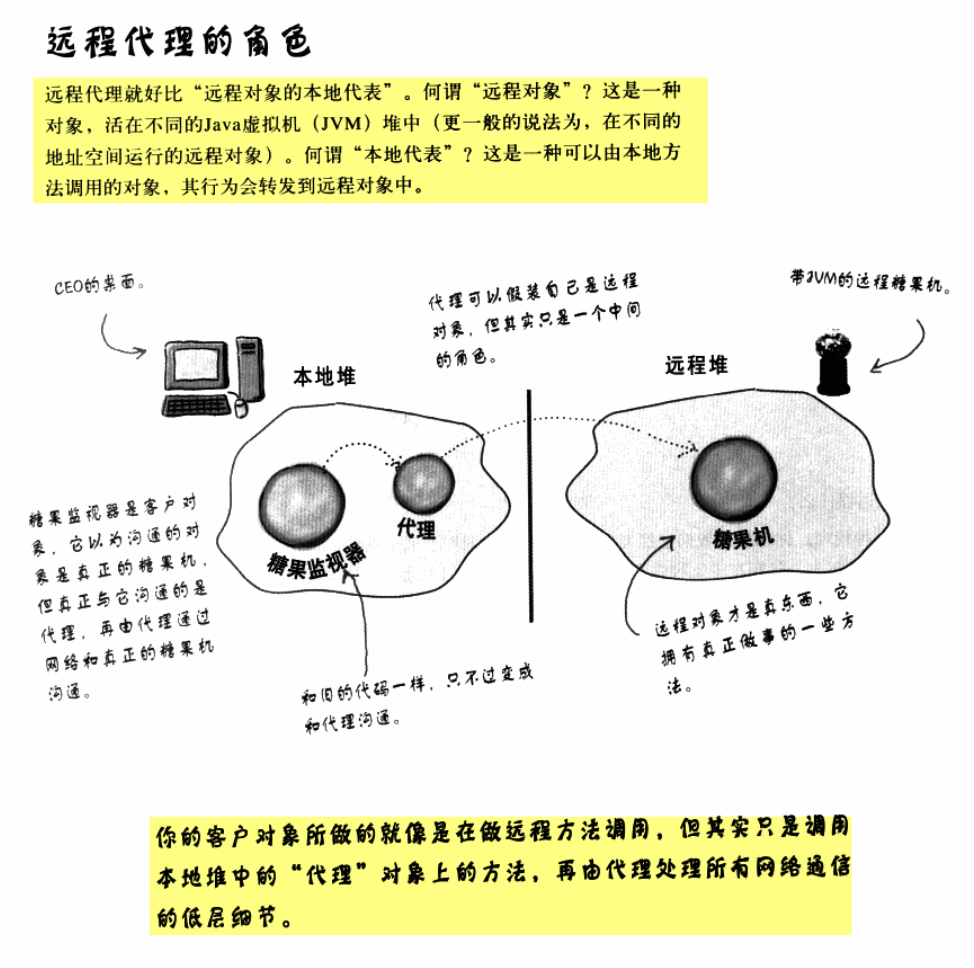 远程代理的角色
远程代理就好比“远程对象的本地代表”。何谓“远程对象”？这是一种
对象，活在不同的Java虚拟机（JVM）堆中（更一般的说法为，在不同的
地址空间运行的远程对象）。何谓“本地代表”？这是一种可以由本地方
法调用的对象，其行为会转发到远程对象中。
CEO的桌面。
代理可以假装自己是远程
对象，但其实只是一个中间
的角色。
带JVM的远程糖果机。
本地堆
远程堆
代理
糖果监视器
糖果机
糖果监视器是客户对
象，它以为沟通的对
象是真正的糖果机，
但真正与它沟通的是
代理，再由代理通过
网络和真正的糖果机
沟通。
和旧的代码一样，只不过变成
和代理沟通。
远程对象才是真东西，它
拥有真正做事的一些方
法。
你的客户对象所做的就像是在做远程方法调用，但其实只是调用
本地堆中的“代理”对象上的方法，再由代理处理所有网络通信
的低层细节。